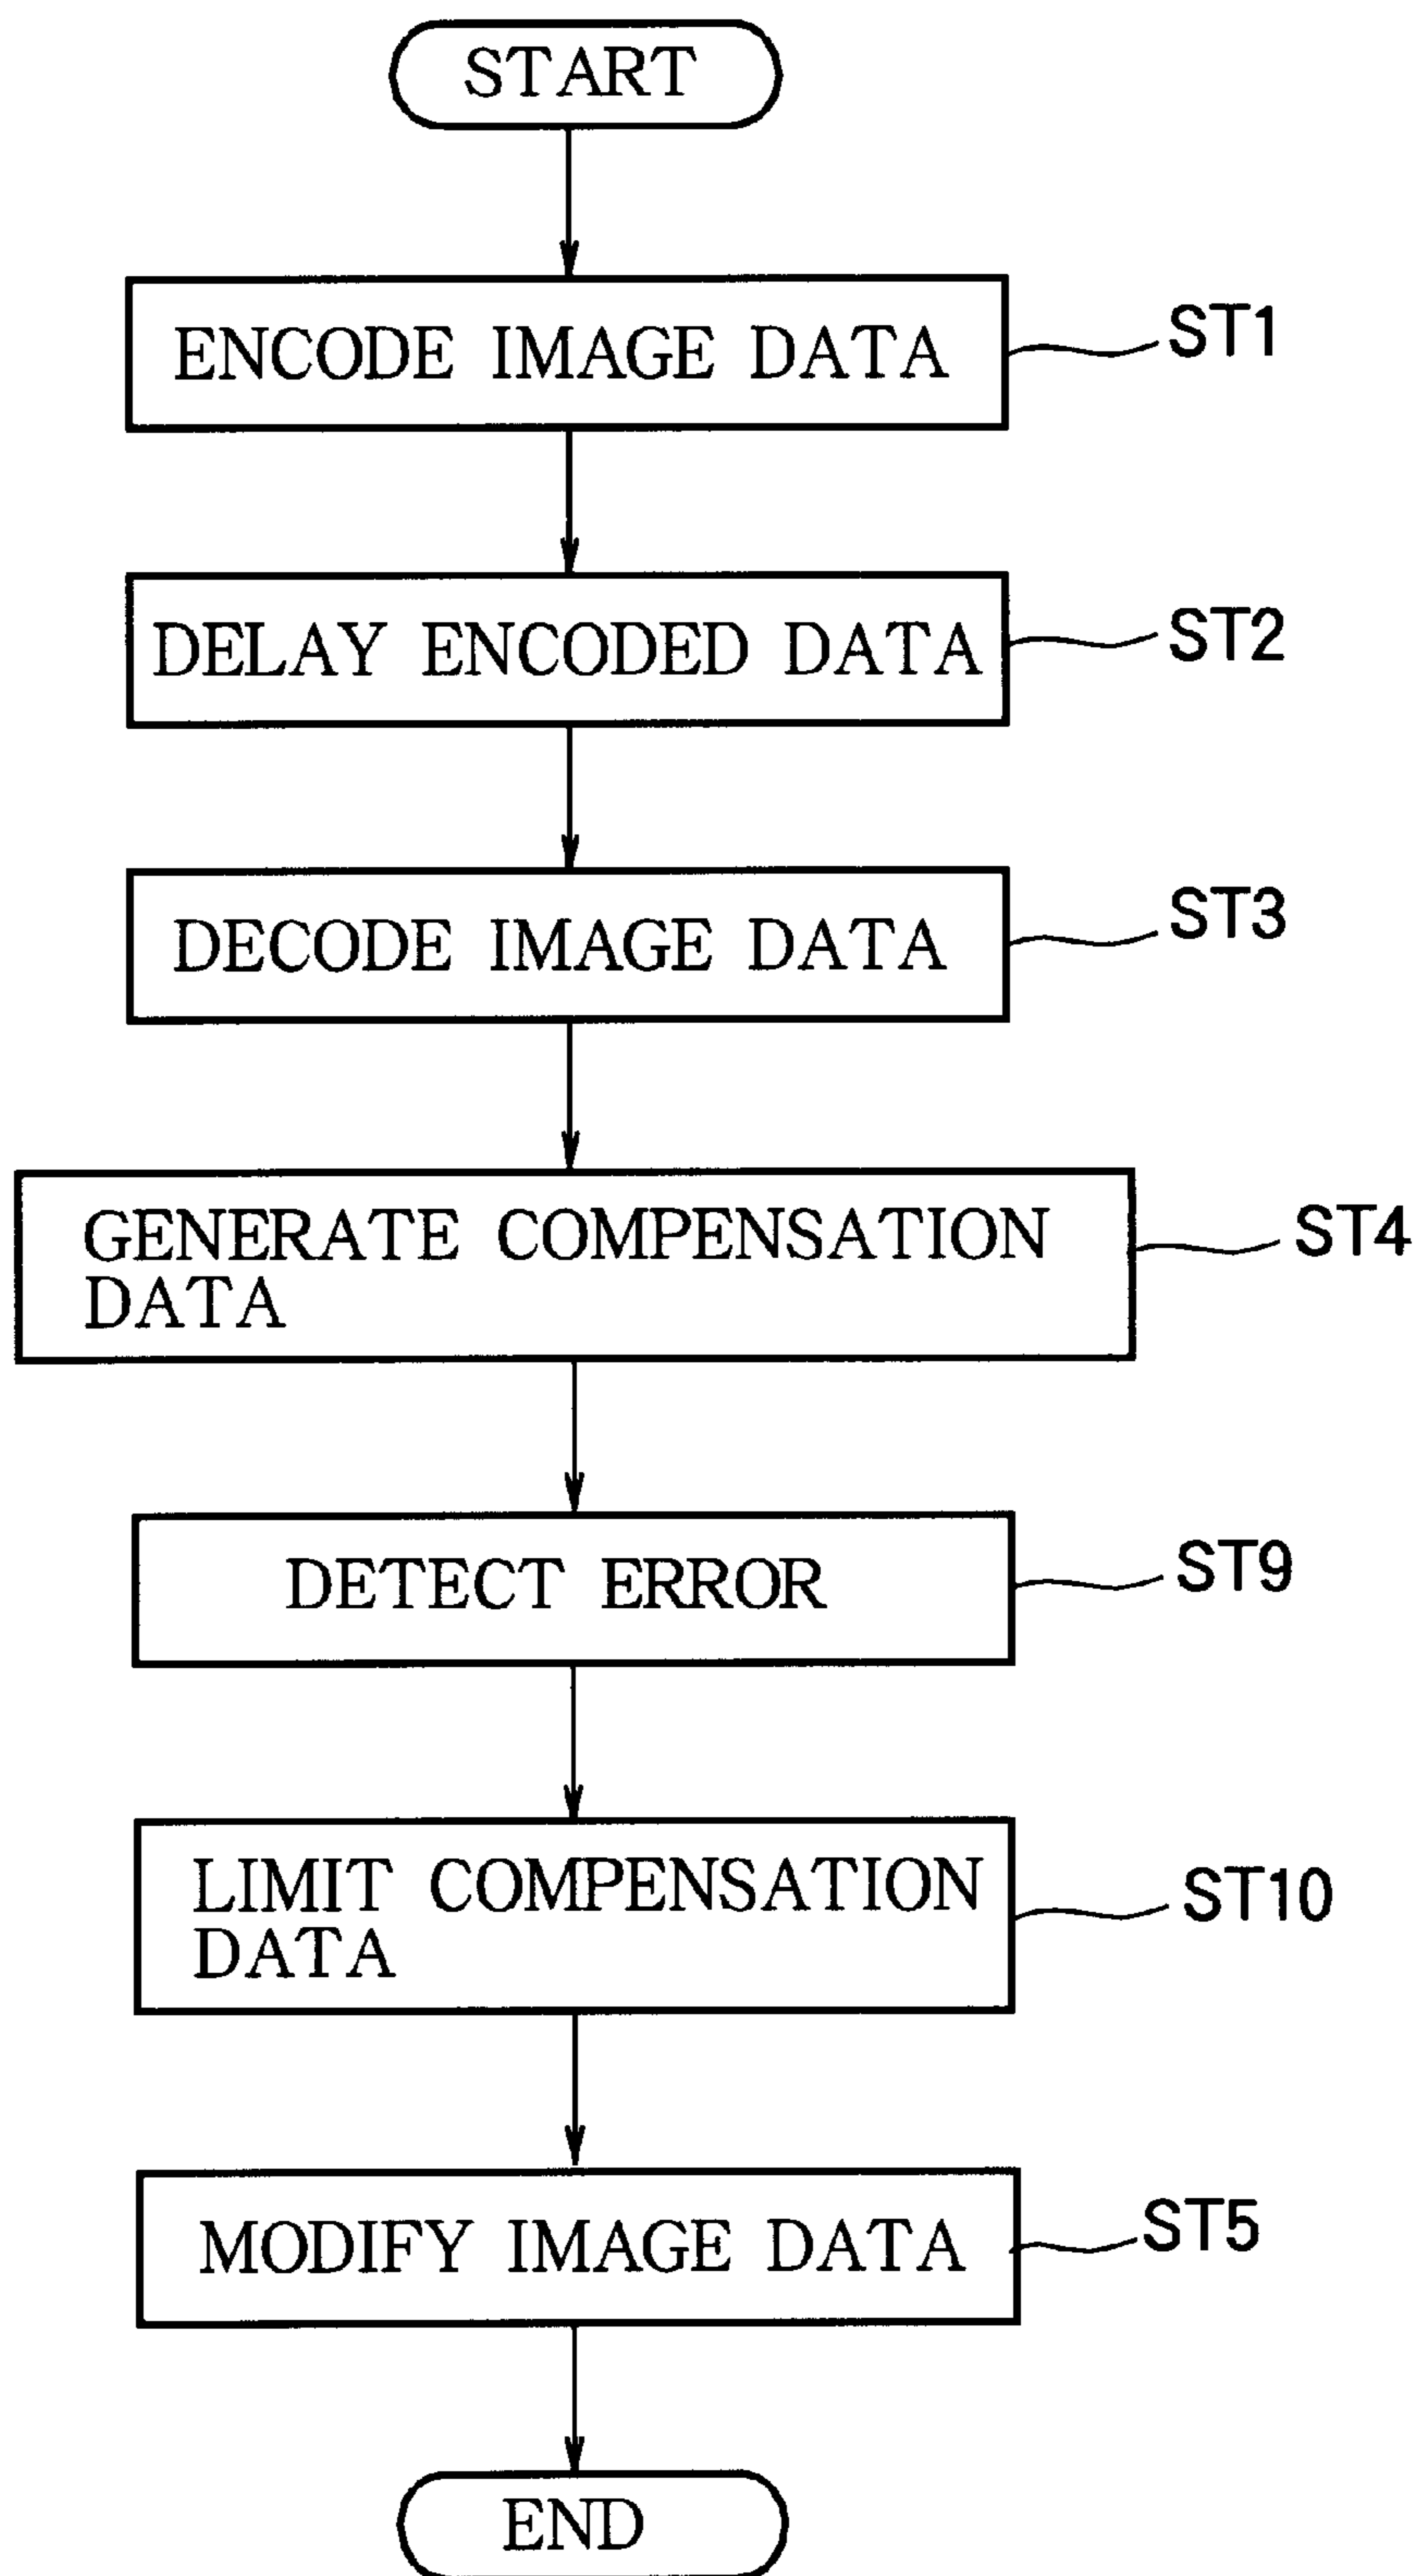 START
ENCODE IMAGE DATA
ST1
DELAY ENCODED DATA
ST2
DECODE IMAGE DATA
ST3
GENERATE COMPENSATION
DATA
ST4
DETECT ERROR
ST9
LIMIT COMPENSATION
DATA
ST10
MODIFY IMAGE DATA
ST5
END